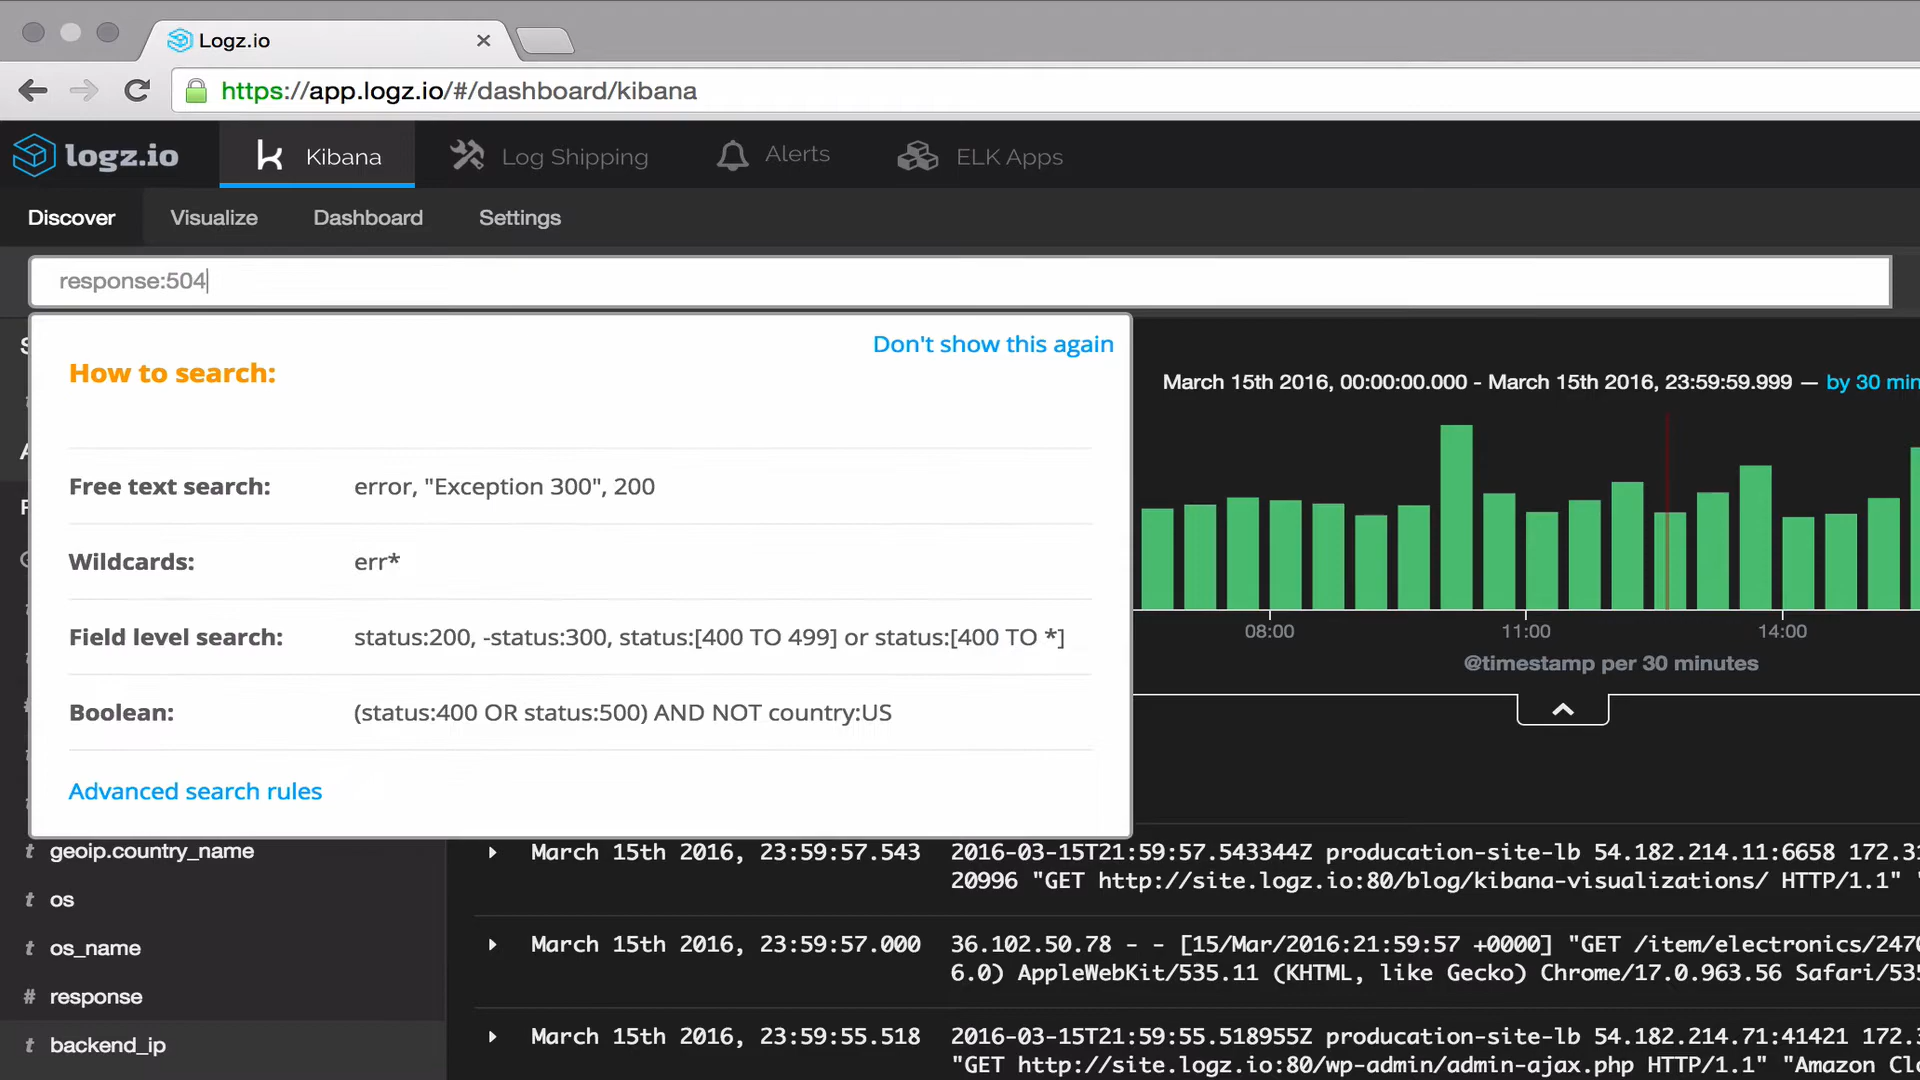 Logz.io
https://app.logz.io/#/dashboard/kibana
logz.io
Kibana
Log Shipping
Alerts
ELK Apps
Discover
Visualize
Dashboard
Settings
response:504
Don't show this again
How to search:
Free text search:
error, "Exception 300", 200
Wildcards:
err*
Field level search:
status:200, -status:300, status:[400 TO 499] or status:[400 TO *]
Boolean:
(status:400 OR status:500) AND NOT country:US
Advanced search rules
March 15th 2016, 00:00:00.000 - March 15th 2016, 23:59:59.999 — by 30 min
08:00
11:00
14:00
@timestamp per 30 minutes
t geoip.country_name
t os
t os_name
# response
t backend_ip
March 15th 2016, 23:59:57.543
2016-03-15T21:59:57.543344Z producation-site-lb 54.182.214.11:6658 172.31
20996 "GET http://site.logz.io:80/blog/kibana-visualizations/ HTTP/1.1" "
March 15th 2016, 23:59:57.000
36.102.50.78 - - [15/Mar/2016:21:59:57 +0000] "GET /item/electronics/2470
6.0) AppleWebKit/535.11 (KHTML, like Gecko) Chrome/17.0.963.56 Safari/535
March 15th 2016, 23:59:55.518
2016-03-15T21:59:55.518955Z producation-site-lb 54.182.214.71:41421 172.3
"GET http://site.logz.io:80/wp-admin/admin-ajax.php HTTP/1.1" "Amazon Cl